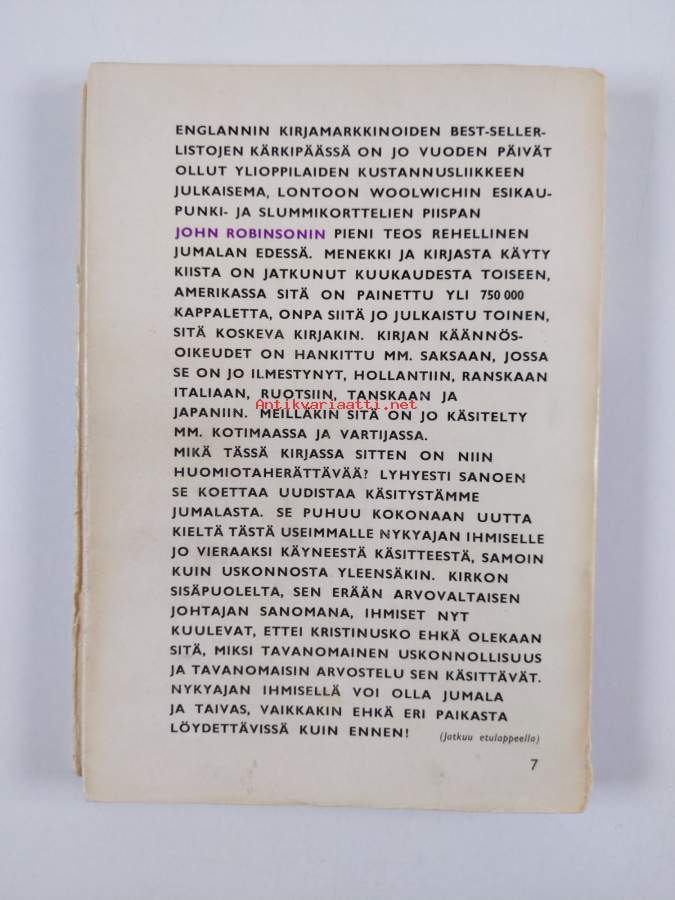 ENGLANNIN KIRJAMARKKINOIDEN BEST-SELLER-
LISTOJEN KÄRKIPÄÄSSÄ ON JO VUODEN PÄIVÄT
OLLUT YLIOPPILAIDEN KUSTANNUSLIIKKEEN
JULKAISEMA, LONTOON WOOLWICHIN ESIKAU-
PUNKI- JA SLUMMIKORTTELIEN PIISPAN
JOHN ROBINSONIN PIENI TEOS REHELLINEN
JUMALAN EDESSÄ. MENEKKI JA KIRJASTA KÄYTY
KIISTA ON JATKUNUT KUUKAUDESTA TOISEEN,
AMERIKASSA SITÄ ON PAINETTU YLI 750 000
KAPPALETTA, ONPA SIITÄ JO JULKAISTU TOINEN,
SITÄ KOSKEVA KIRJAKIN. KIRJAN KÄÄNNÖS-
OIKEUDET ON HANKITTU MM. SAKSAAN, JOSSA
SE ON JO ILMESTYNYT, HOLLANTIIN, RANSKAAN
ITALIAAN, RUOTSIIN, TANSKAAN JA
Antikvariaatti.net
JAPANIIN. MEILLÄKIN SITÄ ON JO KÄSITELTY
MM. KOTIMAASSA JA VARTIJASSA.
MIKÄ TÄSSÄ KIRJASSA SITTEN ON NIIN
HUOMIOTAHERÄTTÄVÄÄ? LYHYESTI SANOEN
SE KOETTAA UUDISTAA KÄSITYSTÄMME
JUMALASTA. SE PUHUU KOKONAAN UUTTA
KIELTÄ TÄSTÄ USEIMMALLE NYKYAJAN IHMISELLE
JO VIERAAKSI KÄYNEESTÄ KÄSITTEESTÄ, SAMOIN
KUIN USKONNOSTA YLEENSÄKIN. KIRKON
SISÄPUOLELTA, SEN ERÄÄN ARVOVALTAISEN
JOHTAJAN SANOMANA, IHMISET NYT
KUULEVAT, ETTEI KRISTINUSKO EHKÄ OLEKAAN
SITÄ, MIKSI TAVANOMAINEN USKONNOLLISUUS
JA TAVANOMAISIN ARVOSTELU SEN KÄSITTÄVÄT.
NYKYAJAN IHMISELLÄ VOI OLLA JUMALA
JA TAIVAS, VAIKKAKIN EHKÄ ERI PAIKASTA
LÖYDETTÄVISSÄ KUIN ENNEN! (Jatkuu etulappeella)
7